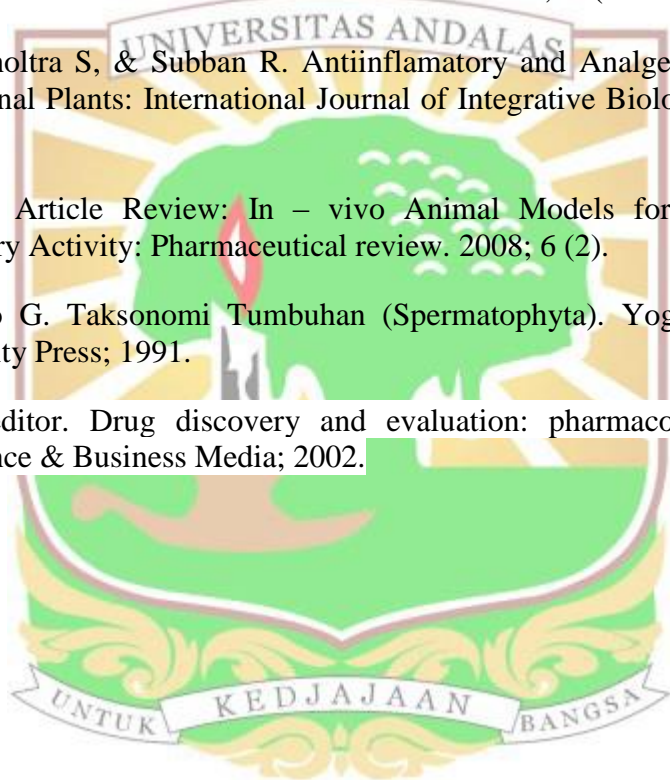 UNIVERSITAS ANDALAS
holtra S, & Subban R. Antiinflamatory and Analge
nal Plants: International Journal of Integrative Biolo
Article Review: In – vivo Animal Models for
ry Activity: Pharmaceutical review. 2008; 6 (2).
o G. Taksonomi Tumbuhan (Spermatophyta). Yog
ity Press; 1991.
editor. Drug discovery and evaluation: pharmaco
nce & Business Media; 2002.
UNTUK KEDJAJAAN BANGSA